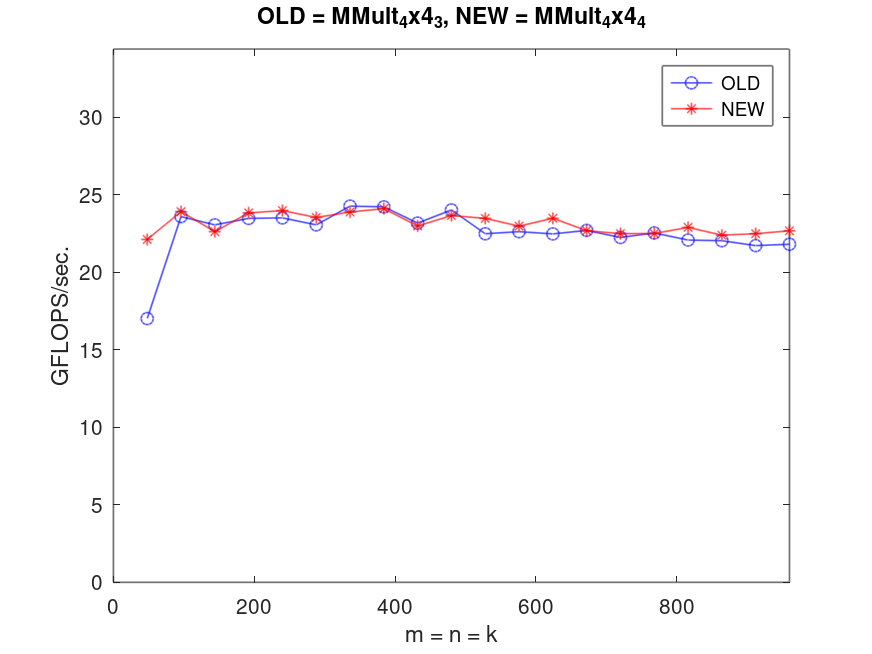 OLD = MMult₄x4₃, NEW = MMult₄x4₄
OLD
NEW
30
25
20
15
10
5
0
GFLOPS/sec.
0 200 400 600 800
m = n = k